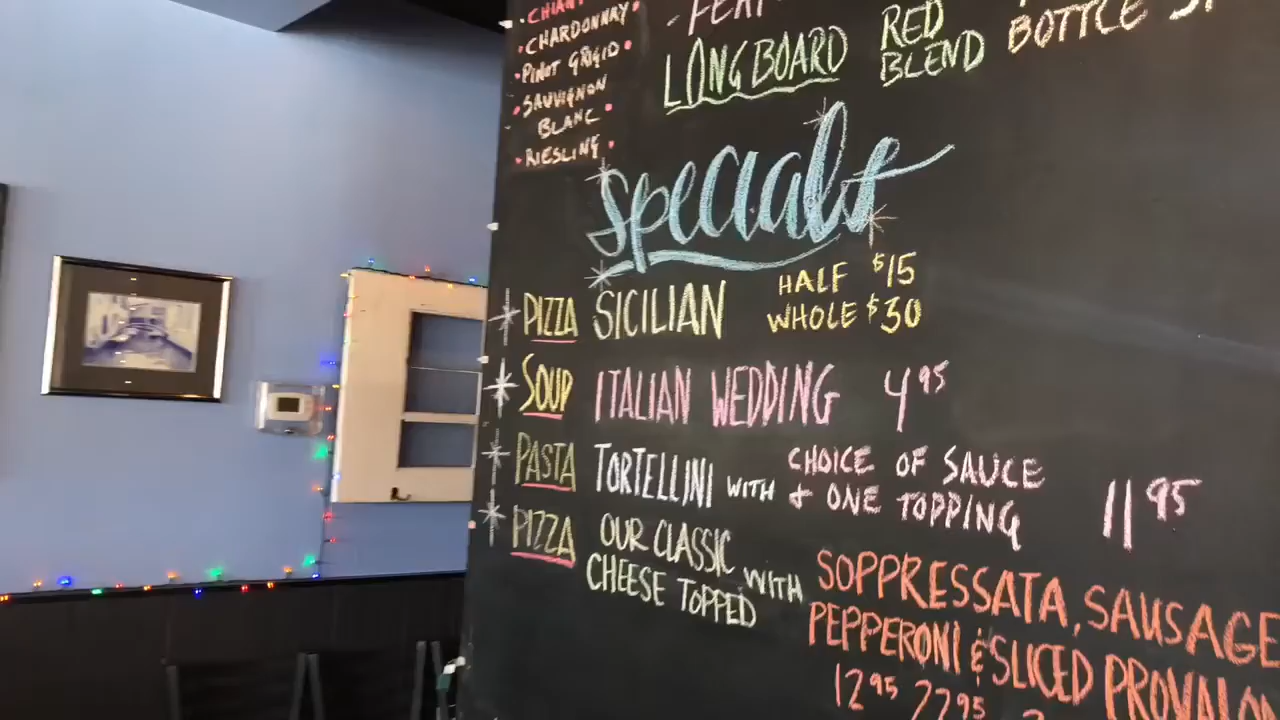 CHIANT
• CHARDONNAY •
• PINOT GRIGIO •
• SAUVIGNON
BLANC •
• RIESLING •
LONGBOARD RED
BLEND
BOTTLE
Specials
PIZZA SICILIAN HALF $15
WHOLE $30
SOUP ITALIAN WEDDING 4 95
PASTA TORTELLINI WITH CHOICE OF SAUCE
& ONE TOPPING 11 95
PIZZA OUR CLASSIC
CHEESE TOPPED WITH
SOPPRESSATA, SAUSAGE
PEPPERONI & SLICED PROVALON
12 95 22 95